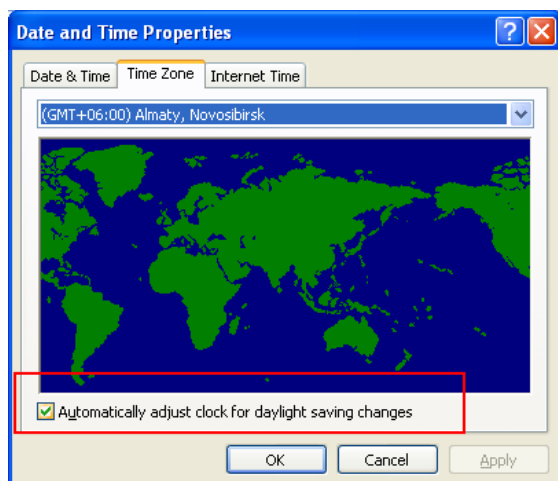 Date and Time Properties
Date & Time Time Zone Internet Time
(GMT+06:00) Almaty, Novosibirsk
Automatically adjust clock for daylight saving changes
OK Cancel Apply